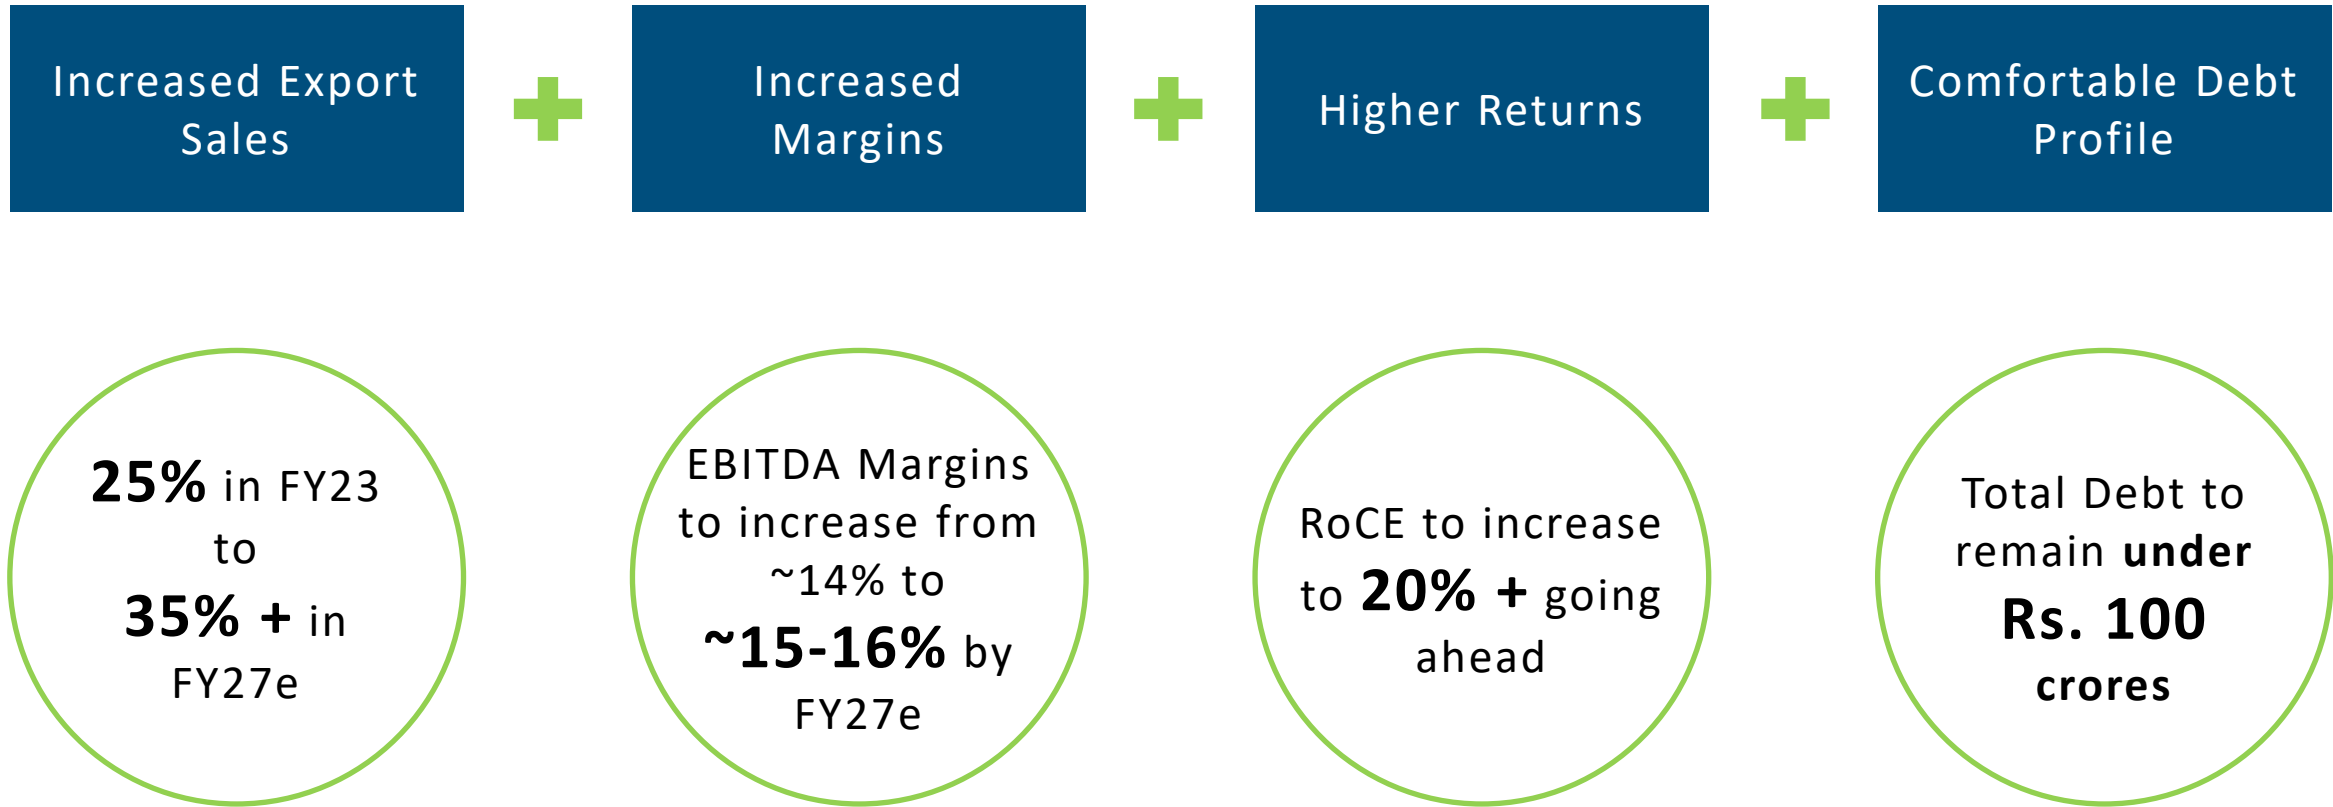 Increased Export
Sales
Increased
Margins
Higher Returns
Comfortable Debt
Profile
25% in FY23
to
35% + in
FY27e
EBITDA Margins
to increase from
~14% to
~15-16% by
FY27e
RoCE to increase
to 20% + going
ahead
Total Debt to
remain under
Rs. 100
crores